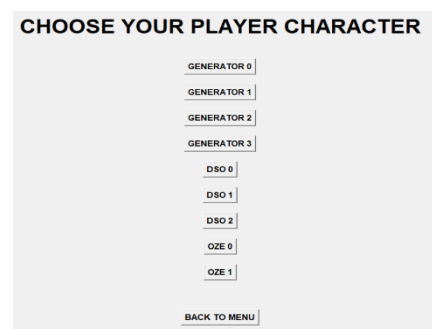 CHOOSE YOUR PLAYER CHARACTER
GENERATOR 0
GENERATOR 1
GENERATOR 2
GENERATOR 3
DSO 0
DSO 1
DSO 2
OZE 0
OZE 1
BACK TO MENU